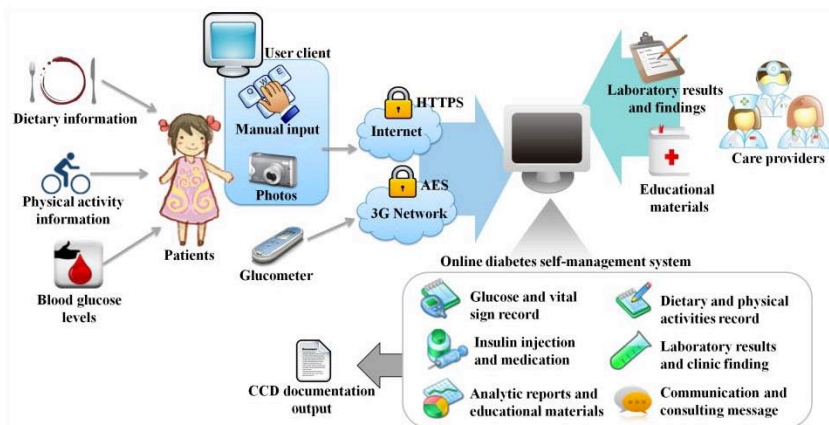 Dietary information
Physical activity
information
Blood glucose
levels
Patients
User client
Q W E
Manual input
Photos
Glucometer
HTTPS
Internet
AES
3G Network
Online diabetes self-management system
Laboratory results
and findings
Educational
materials
Care providers
Glucose and vital
sign record
Dietary and physical
activities record
Insulin injection
and medication
Laboratory results
and clinic finding
Analytic reports and
educational materials
Communication and
consulting message
CCD documentation
output